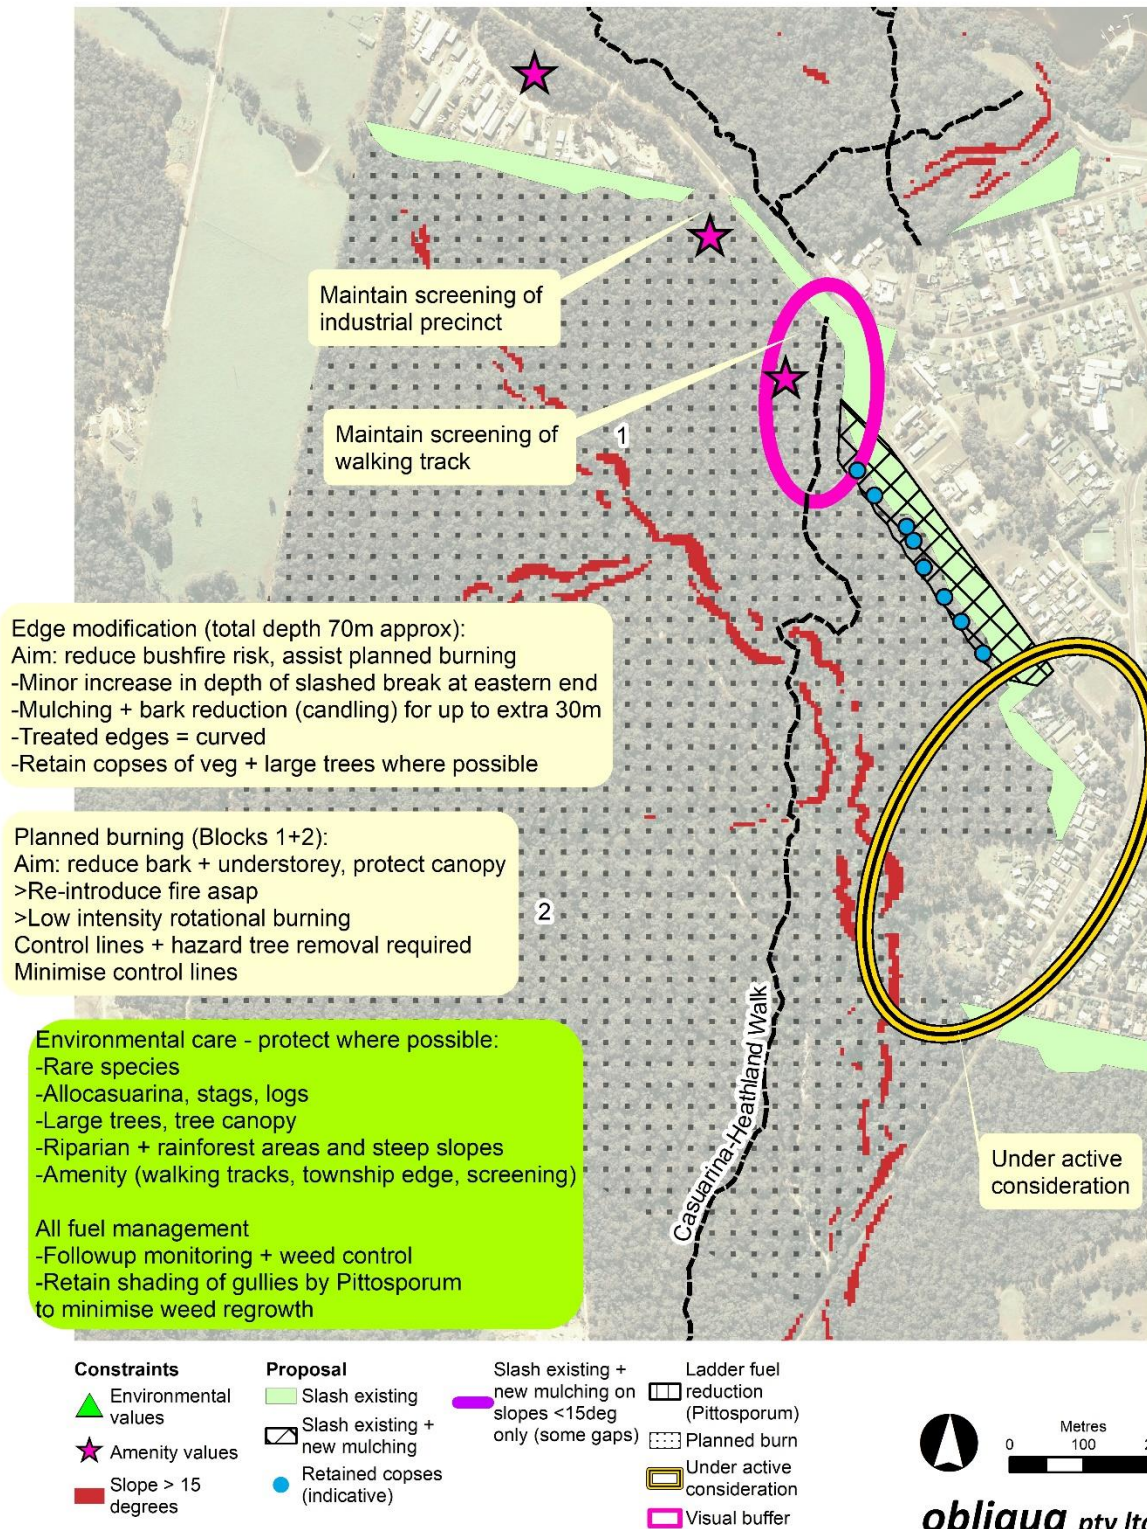 Maintain screening of
industrial precinct
Maintain screening of
walking track
1
Edge modification (total depth 70m approx):
Aim: reduce bushfire risk, assist planned burning
-Minor increase in depth of slashed break at eastern end
-Mulching + bark reduction (candling) for up to extra 30m
-Treated edges = curved
-Retain copses of veg + large trees where possible
Planned burning (Blocks 1+2):
Aim: reduce bark + understorey, protect canopy
>Re-introduce fire asap
>Low intensity rotational burning
Control lines + hazard tree removal required
Minimise control lines
2
Casuarina-Heathland Walk
Environmental care - protect where possible:
-Rare species
-Allocasuarina, stags, logs
-Large trees, tree canopy
-Riparian + rainforest areas and steep slopes
-Amenity (walking tracks, township edge, screening)
All fuel management
-Followup monitoring + weed control
-Retain shading of gullies by Pittosporum
to minimise weed regrowth
Under active
consideration
Constraints
Environmental
values
Amenity values
Slope > 15
degrees
Proposal
Slash existing
Slash existing +
new mulching
Retained copses
(indicative)
Slash existing +
new mulching on
slopes <15deg
only (some gaps)
Ladder fuel
reduction
(Pittosporum)
Planned burn
Under active
consideration
Visual buffer
Metres
0 100
obliqua pty